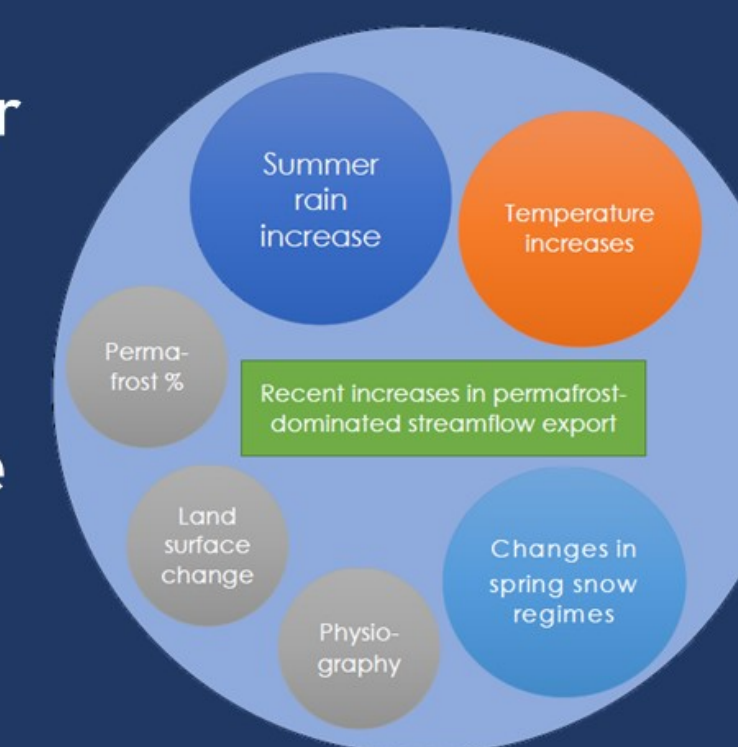 r
e
Summer
rain
increase
Temperature
increases
Perma-
frost %
Recent increases in permafrost-
dominated streamflow export
Land
surface
change
Changes in
spring snow
regimes
Physio-
graphy